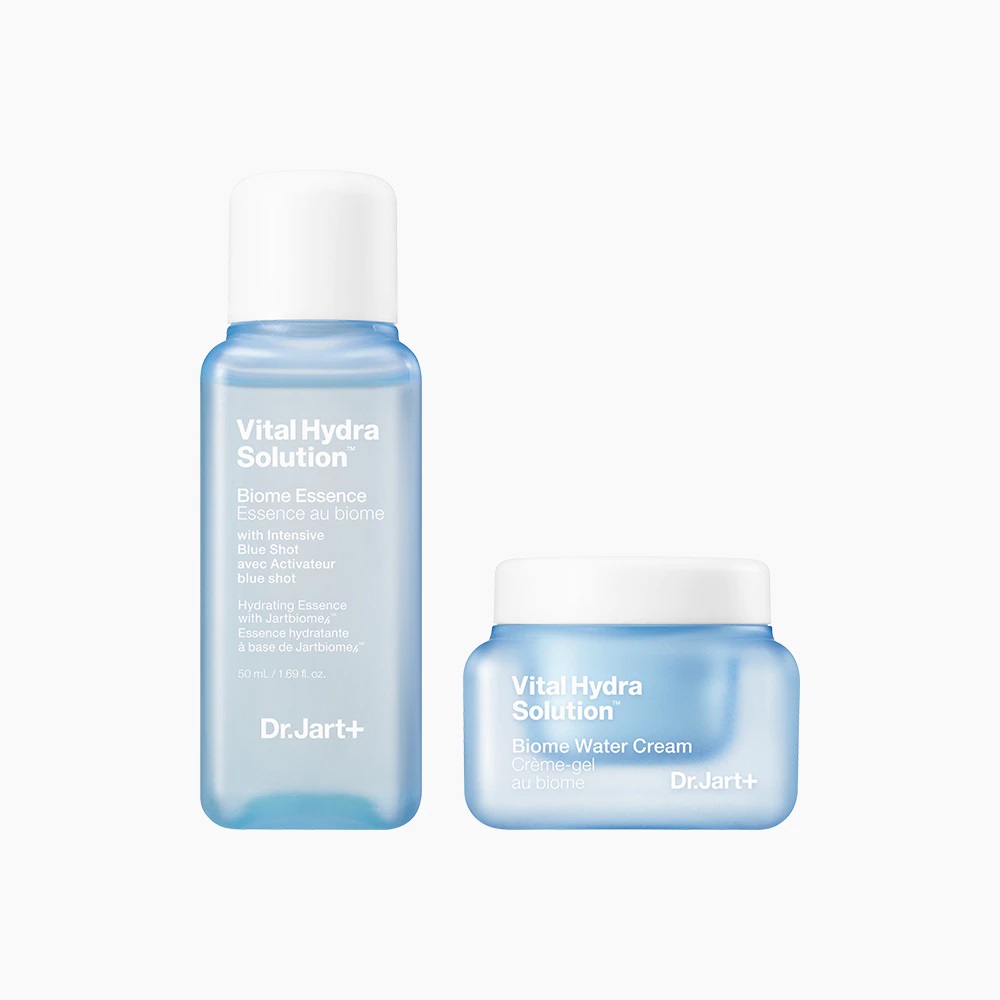 Vital Hydra
Solution™
Biome Essence
Essence au biome
with Intensive
Blue Shot
avec Activateur
blue shot
Hydrating Essence
with Jartbiome™
Essence hydratante
à base de Jartbiome™
50 mL / 1.69 fl. oz.
Dr.Jart+
Vital Hydra
Solution™
Biome Water Cream
Crème-gel
au biome
Dr.Jart+